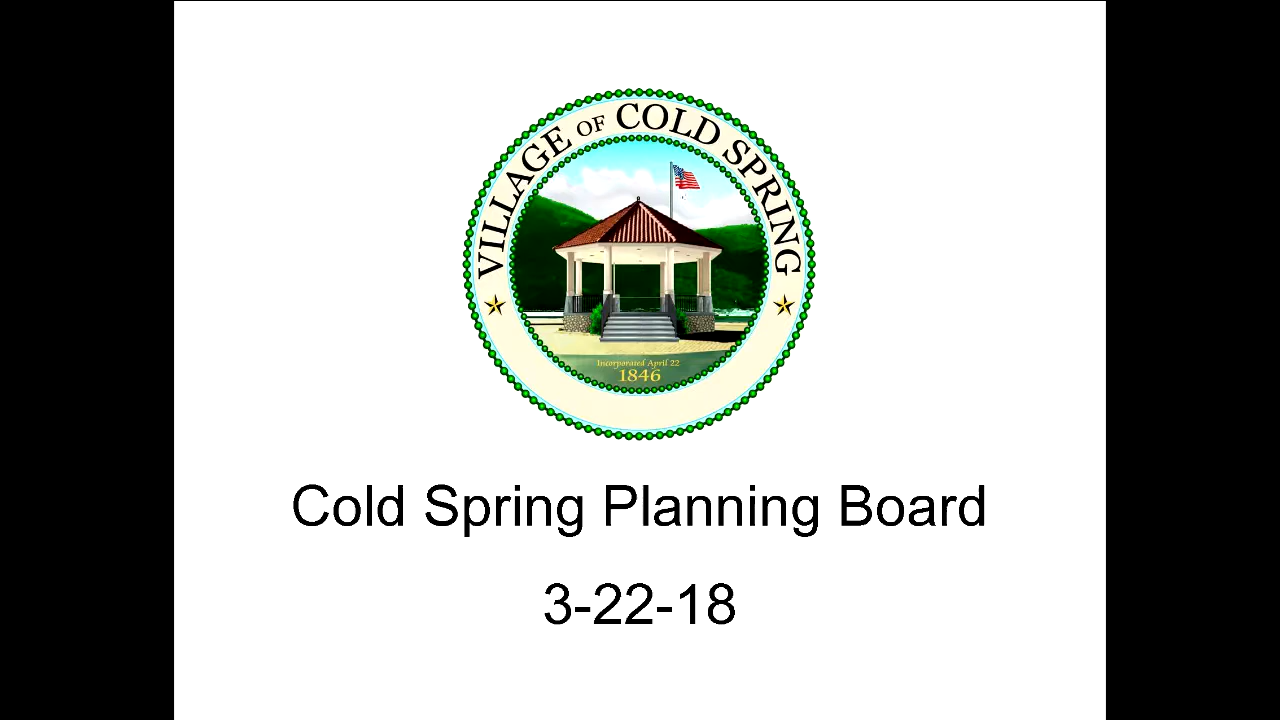 VILLAGE OF COLD SPRING
Incorporated April 22
1846
Cold Spring Planning Board
3-22-18